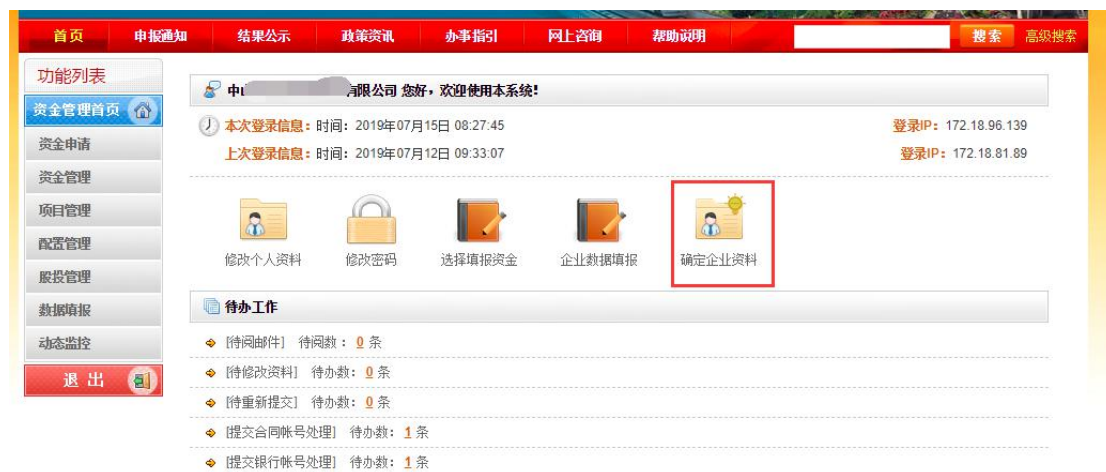 首页 申报通知 结果公示 政策资讯 办事指引 网上咨询 帮助说明 搜索 高级搜索
功能列表
资金管理首页
资金申请
资金管理
项目管理
配置管理
股投管理
数据填报
动态监控
退 出
中 有限公司 您好，欢迎使用本系统！
本次登录信息：时间：2019年07月15日 08:27:45 登录IP：172.18.96.139
上次登录信息：时间：2019年07月12日 09:33:07 登录IP：172.18.81.89
修改个人资料 修改密码 选择填报资金 企业数据填报 确定企业资料
待办工作
[待阅邮件] 待阅数：0 条
[待修改资料] 待办数：0 条
[待重新提交] 待办数：0 条
[提交合同帐号处理] 待办数：1 条
[提交银行帐号处理] 待办数：1 条